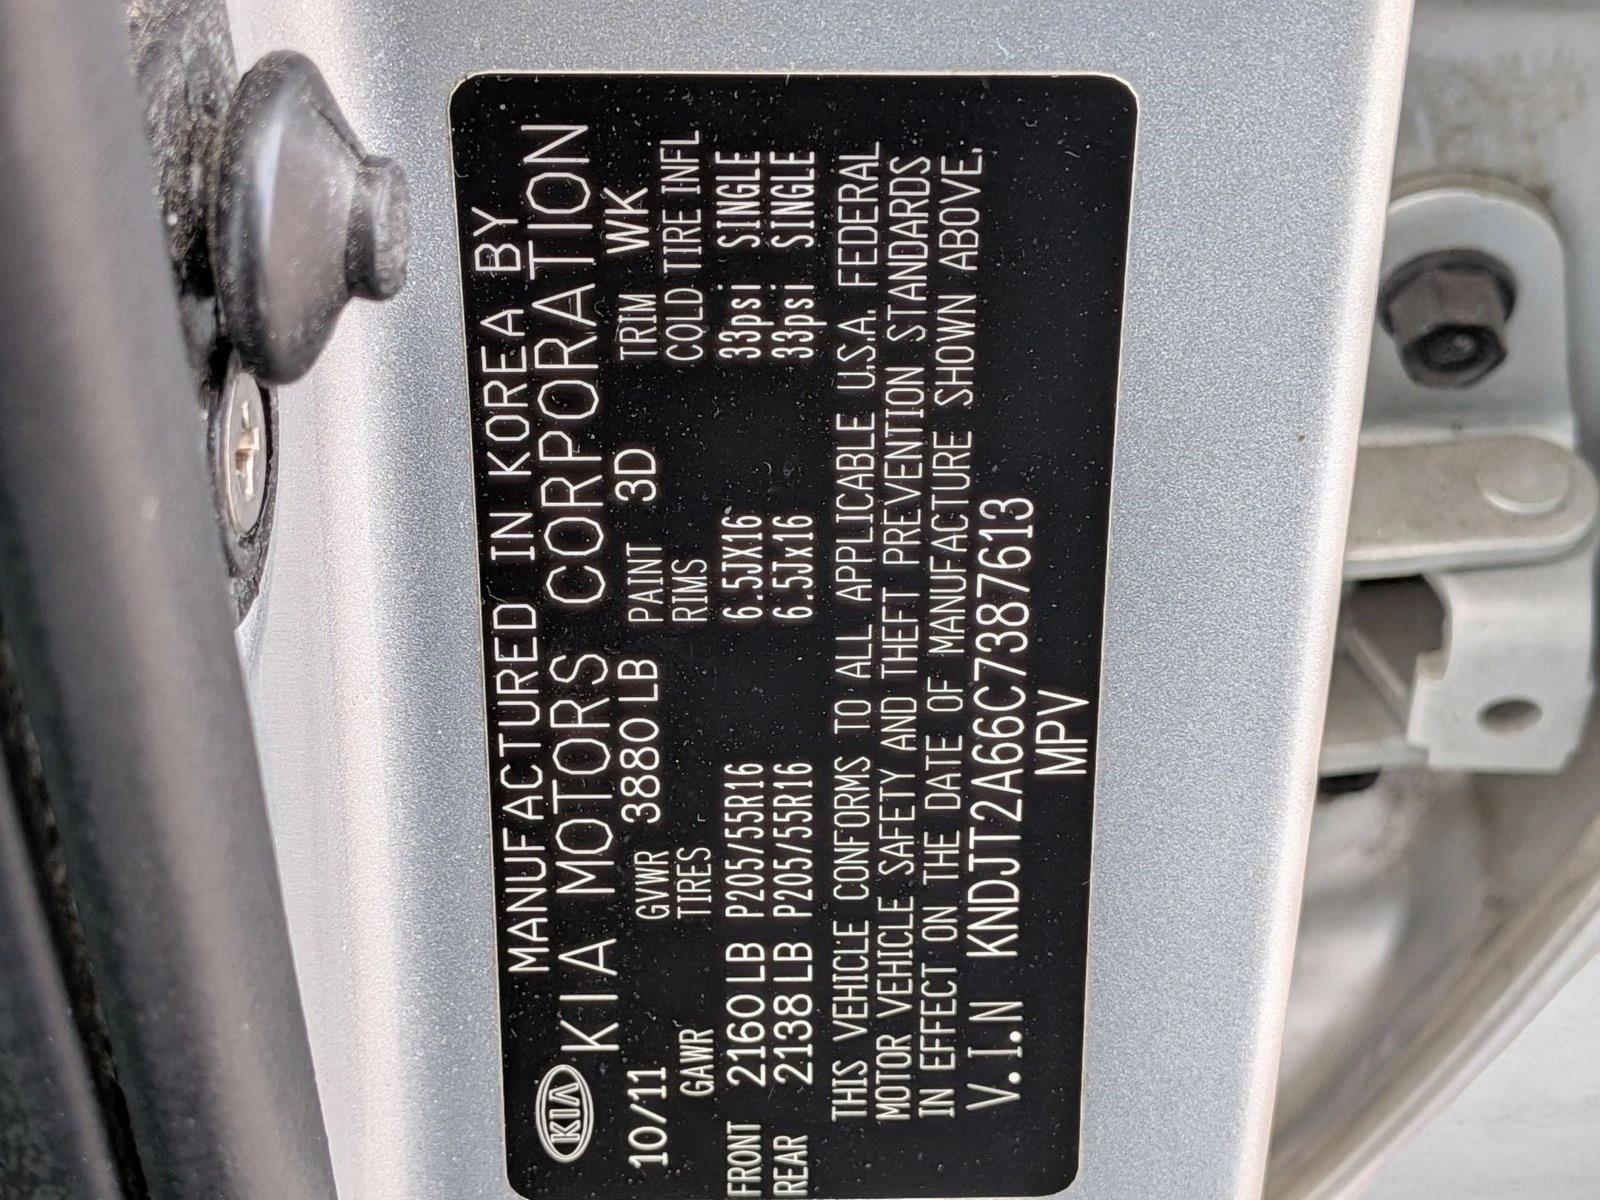 MANUFACTURED IN KOREA BY
KIA KIA MOTORS CORPORATION
10/11 GVWR 3880 LB PAINT 3D TRIM WK
GAWR TIRES RIMS COLD TIRE INFL
FRONT 2160 LB P205/55R16 6.5JX16 33psi SINGLE
REAR 2138 LB P205/55R16 6.5Jx16 33psi SINGLE
THIS VEHICLE CONFORMS TO ALL APPLICABLE U.S.A. FEDERAL
MOTOR VEHICLE SAFETY AND THEFT PREVENTION STANDARDS
IN EFFECT ON THE DATE OF MANUFACTURE SHOWN ABOVE.
V.I.N KNDJT2A66C7387613
MPV